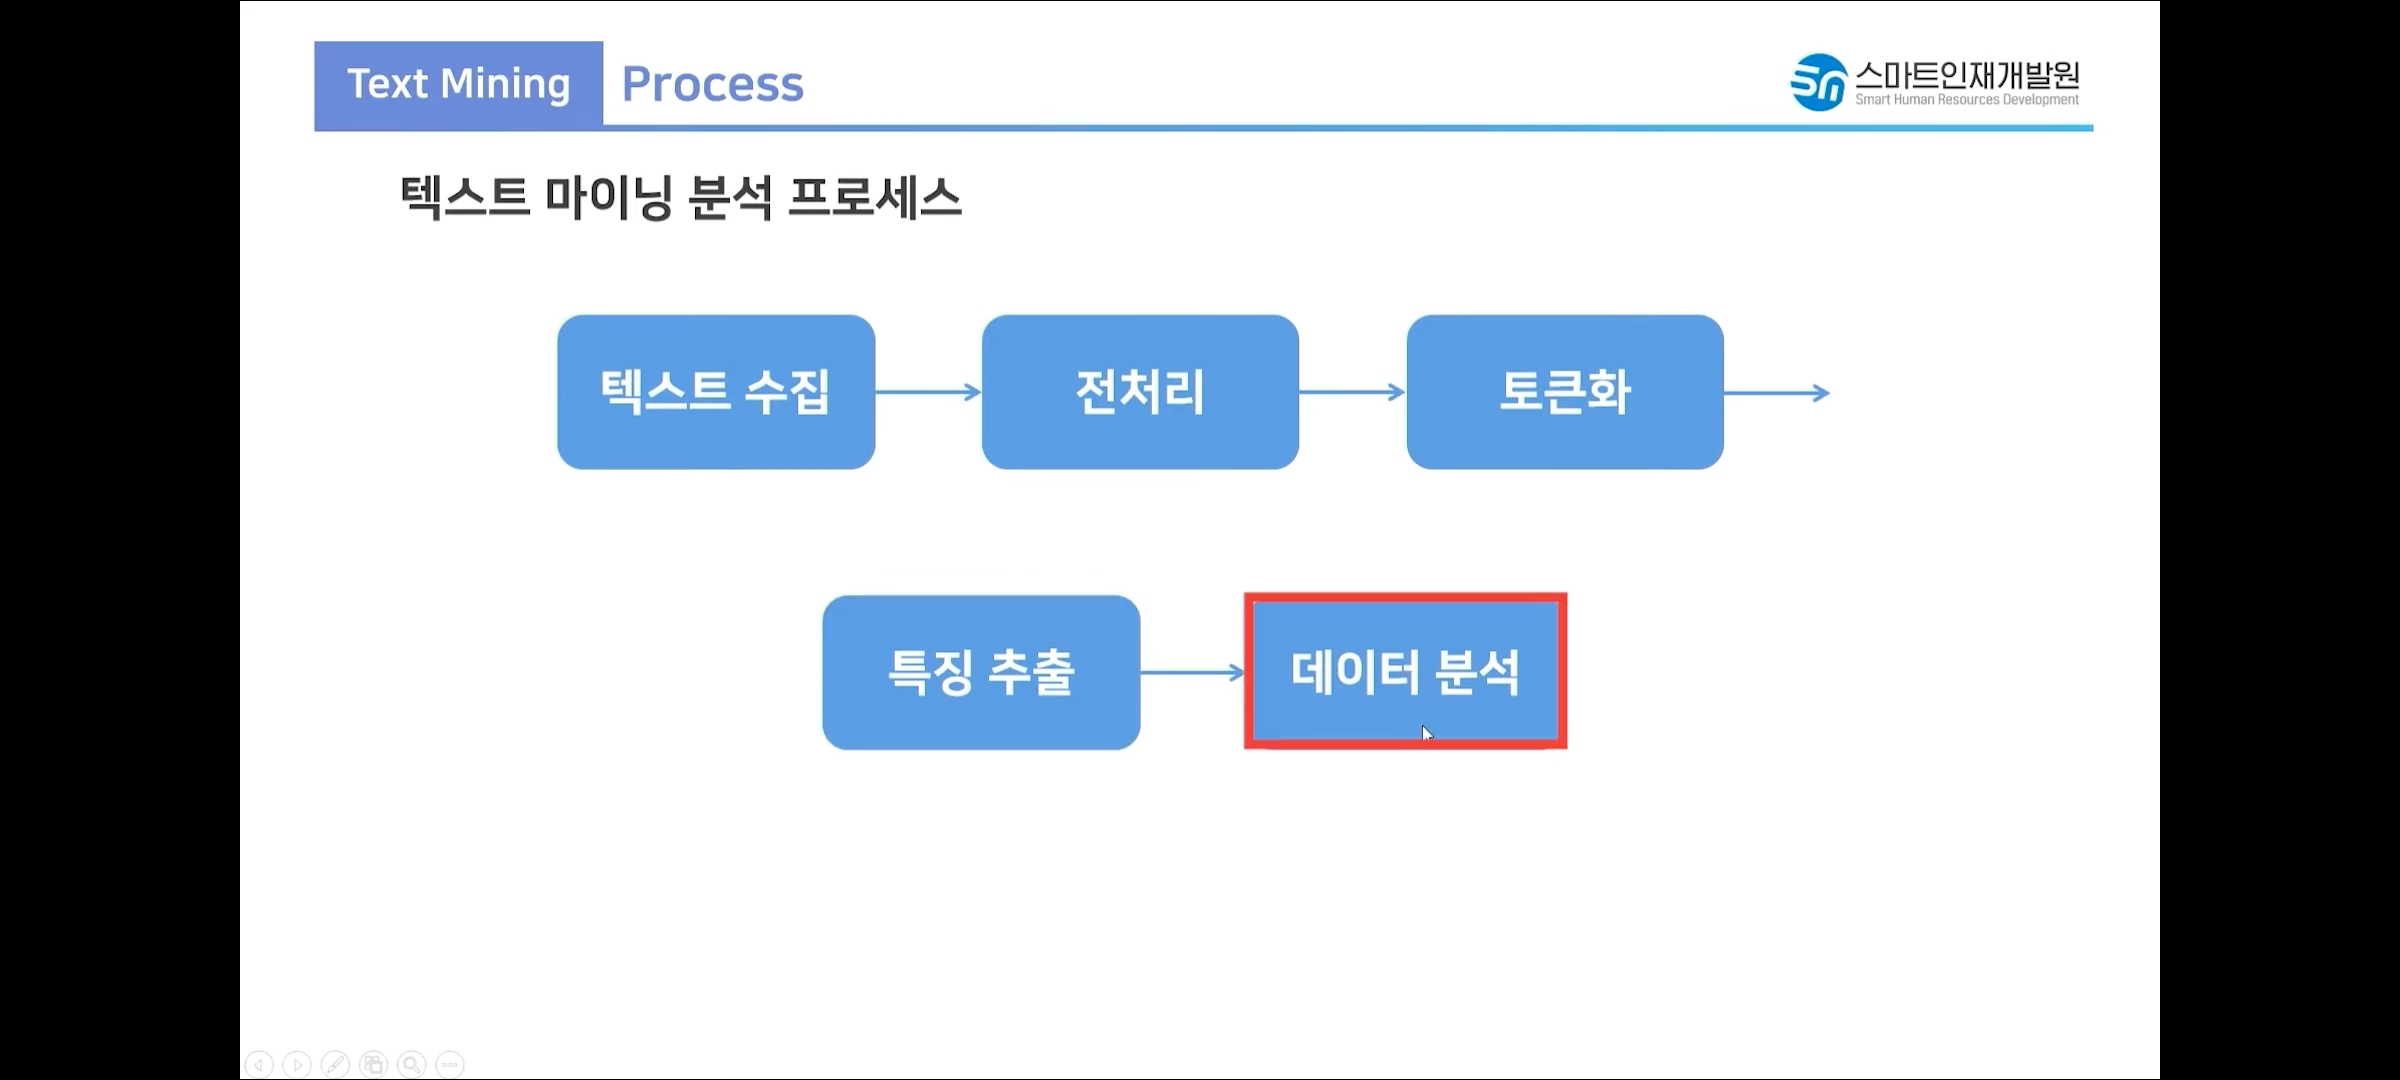 Text Mining Process
스마트인재개발원
Smart Human Resources Development
텍스트 마이닝 분석 프로세스
텍스트 수집
전처리
토큰화
특징 추출
데이터 분석